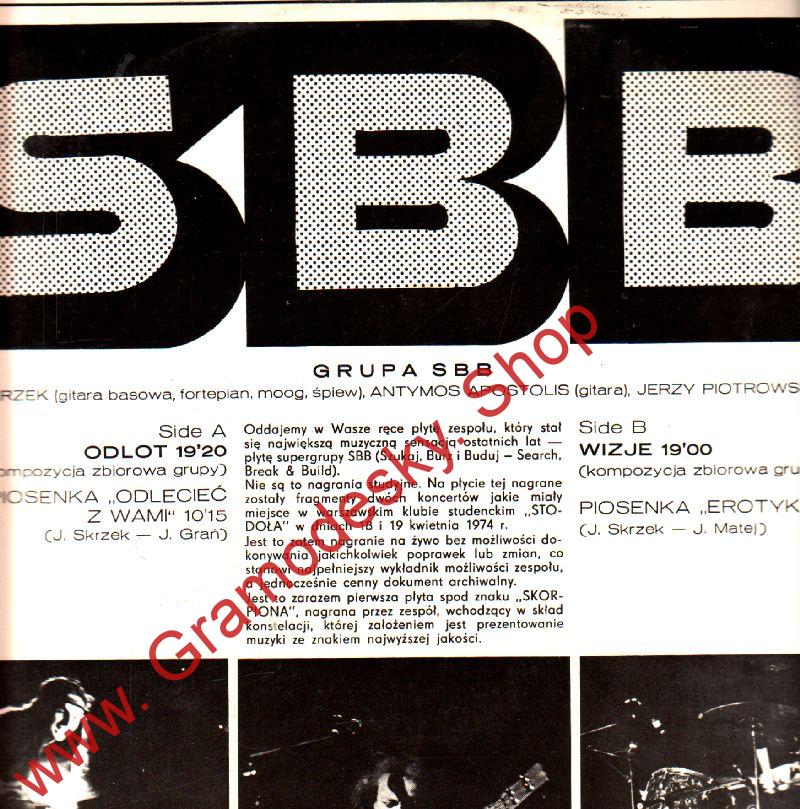 SBB
GRUPA SBB
RZEK (gitara basowa, fortepian, moog, śpiew), ANTYMOS APOSTOLIS (gitara), JERZY PIOTROWS
Side A
ODLOT 19'20
ompozycja zbiorowa grupy)
PIOSENKA „ODLECIEĆ
Z WAMI" 10'15
(J. Skrzek — J. Grań)
Oddajemy w Wasze ręce płytę zespołu, który stał
się największą muzyczną sensacją ostatnich lat —
płytę supergrupy SBB (Szukaj, Burz i Buduj – Search,
Break & Build).
Nie są to nagrania studyjne. Na płycie tej nagrane
zostały fragmenty dwóch koncertów jakie miały
miejsce w warszawskim klubie studenckim „STO-
DOŁA" w dniach 18 i 19 kwietnia 1974 r.
Jest to zatem nagranie na żywo bez możliwości do-
konywania jakichkolwiek poprawek lub zmian, co
stanowi najpełniejszy wykładnik możliwości zespołu,
a jednocześnie cenny dokument archiwalny.
Jest to zarazem pierwsza płyta spod znaku „SKOR-
PIONA", nagrana przez zespół, wchodzący w skład
konstelacji, której założeniem jest prezentowanie
muzyki ze znakiem najwyższej jakości.
Side B
WIZJE 19'00
(kompozycja zbiorowa gru
PIOSENKA „EROTYK
(J. Skrzek — J. Matej)
www. Gramodesky. Shop